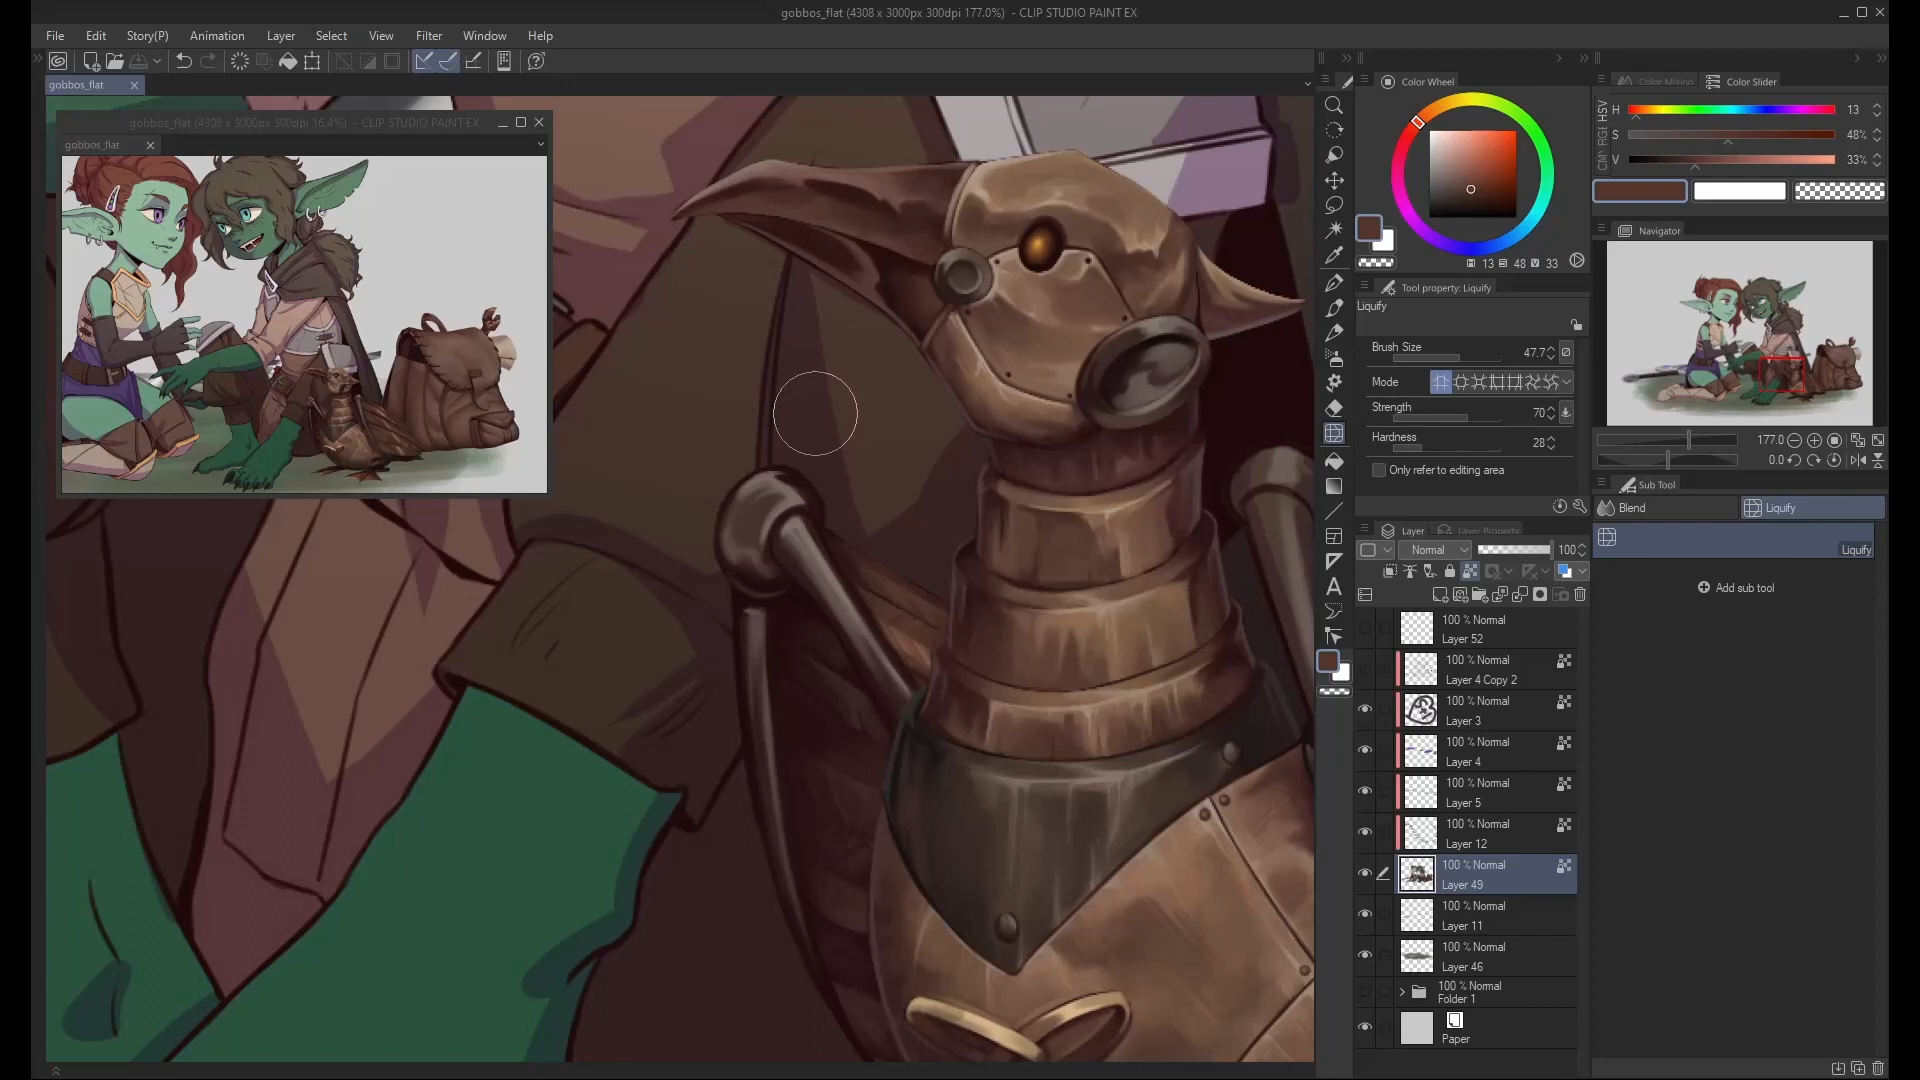 gobbos_flat (4308 x 3000px 300dpi 177.0%)  - CLIP STUDIO PAINT EX
File Edit Story(P) Animation Layer Select View Filter Window Help
gobbos_flat
gobbos_flat (4308 x 3000px 300dpi 16.4%)  - CLIP STUDIO PAINT EX
gobbos_flat
Color Wheel
H 13 S 48 V 33
Tool property: Liquify
Liquify
Brush Size 47.7
Mode
Strength 70
Hardness 28
Only refer to editing area
Layer Layer Property
Normal 100
100 % Normal
Layer 52
100 % Normal
Layer 4 Copy 2
100 % Normal
Layer 3
100 % Normal
Layer 4
100 % Normal
Layer 5
100 % Normal
Layer 12
100 % Normal
Layer 49
100 % Normal
Layer 11
100 % Normal
Layer 46
100 % Normal
Folder 1
Paper
Color Mixing Color Slider
HSV
RGB
H 13
S 48%
V 33%
Navigator
177.0
0.0
Sub Tool
Blend Liquify
Liquify
Add sub tool